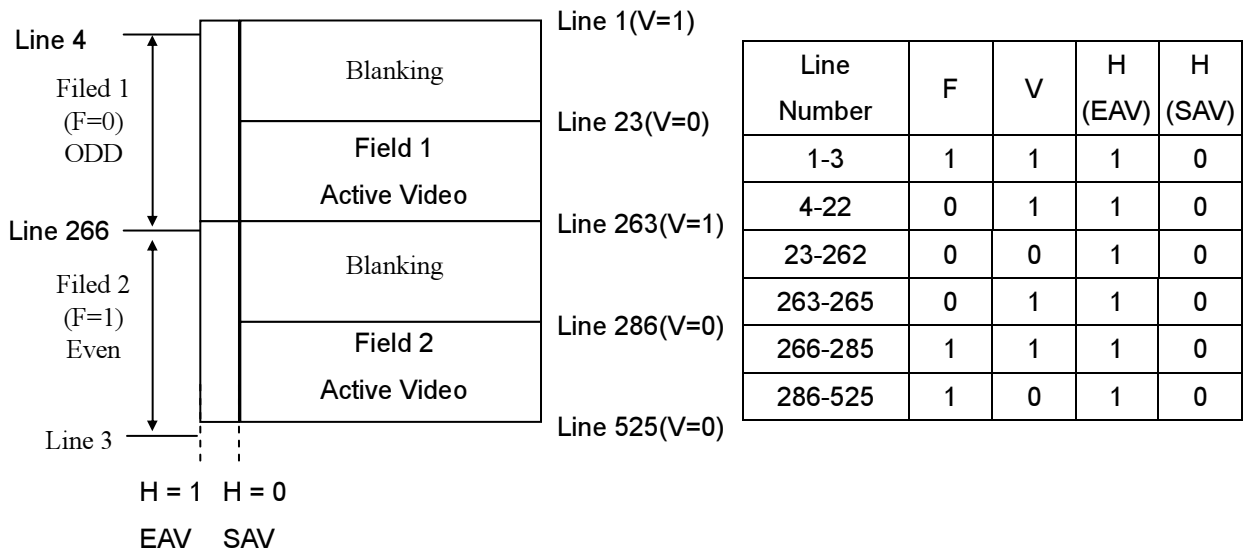 Line 4
Filed 1
(F=0)
ODD
Line 266
Filed 2
(F=1)
Even
Line 3
H = 1 H = 0
EAV SAV
Blanking
Field 1
Active Video
Blanking
Field 2
Active Video
Line 1(V=1)
Line 23(V=0)
Line 263(V=1)
Line 286(V=0)
Line 525(V=0)
Line Number F V H (EAV) H (SAV)
1-3 1 1 1 0
4-22 0 1 1 0
23-262 0 0 1 0
263-265 0 1 1 0
266-285 1 1 1 0
286-525 1 0 1 0